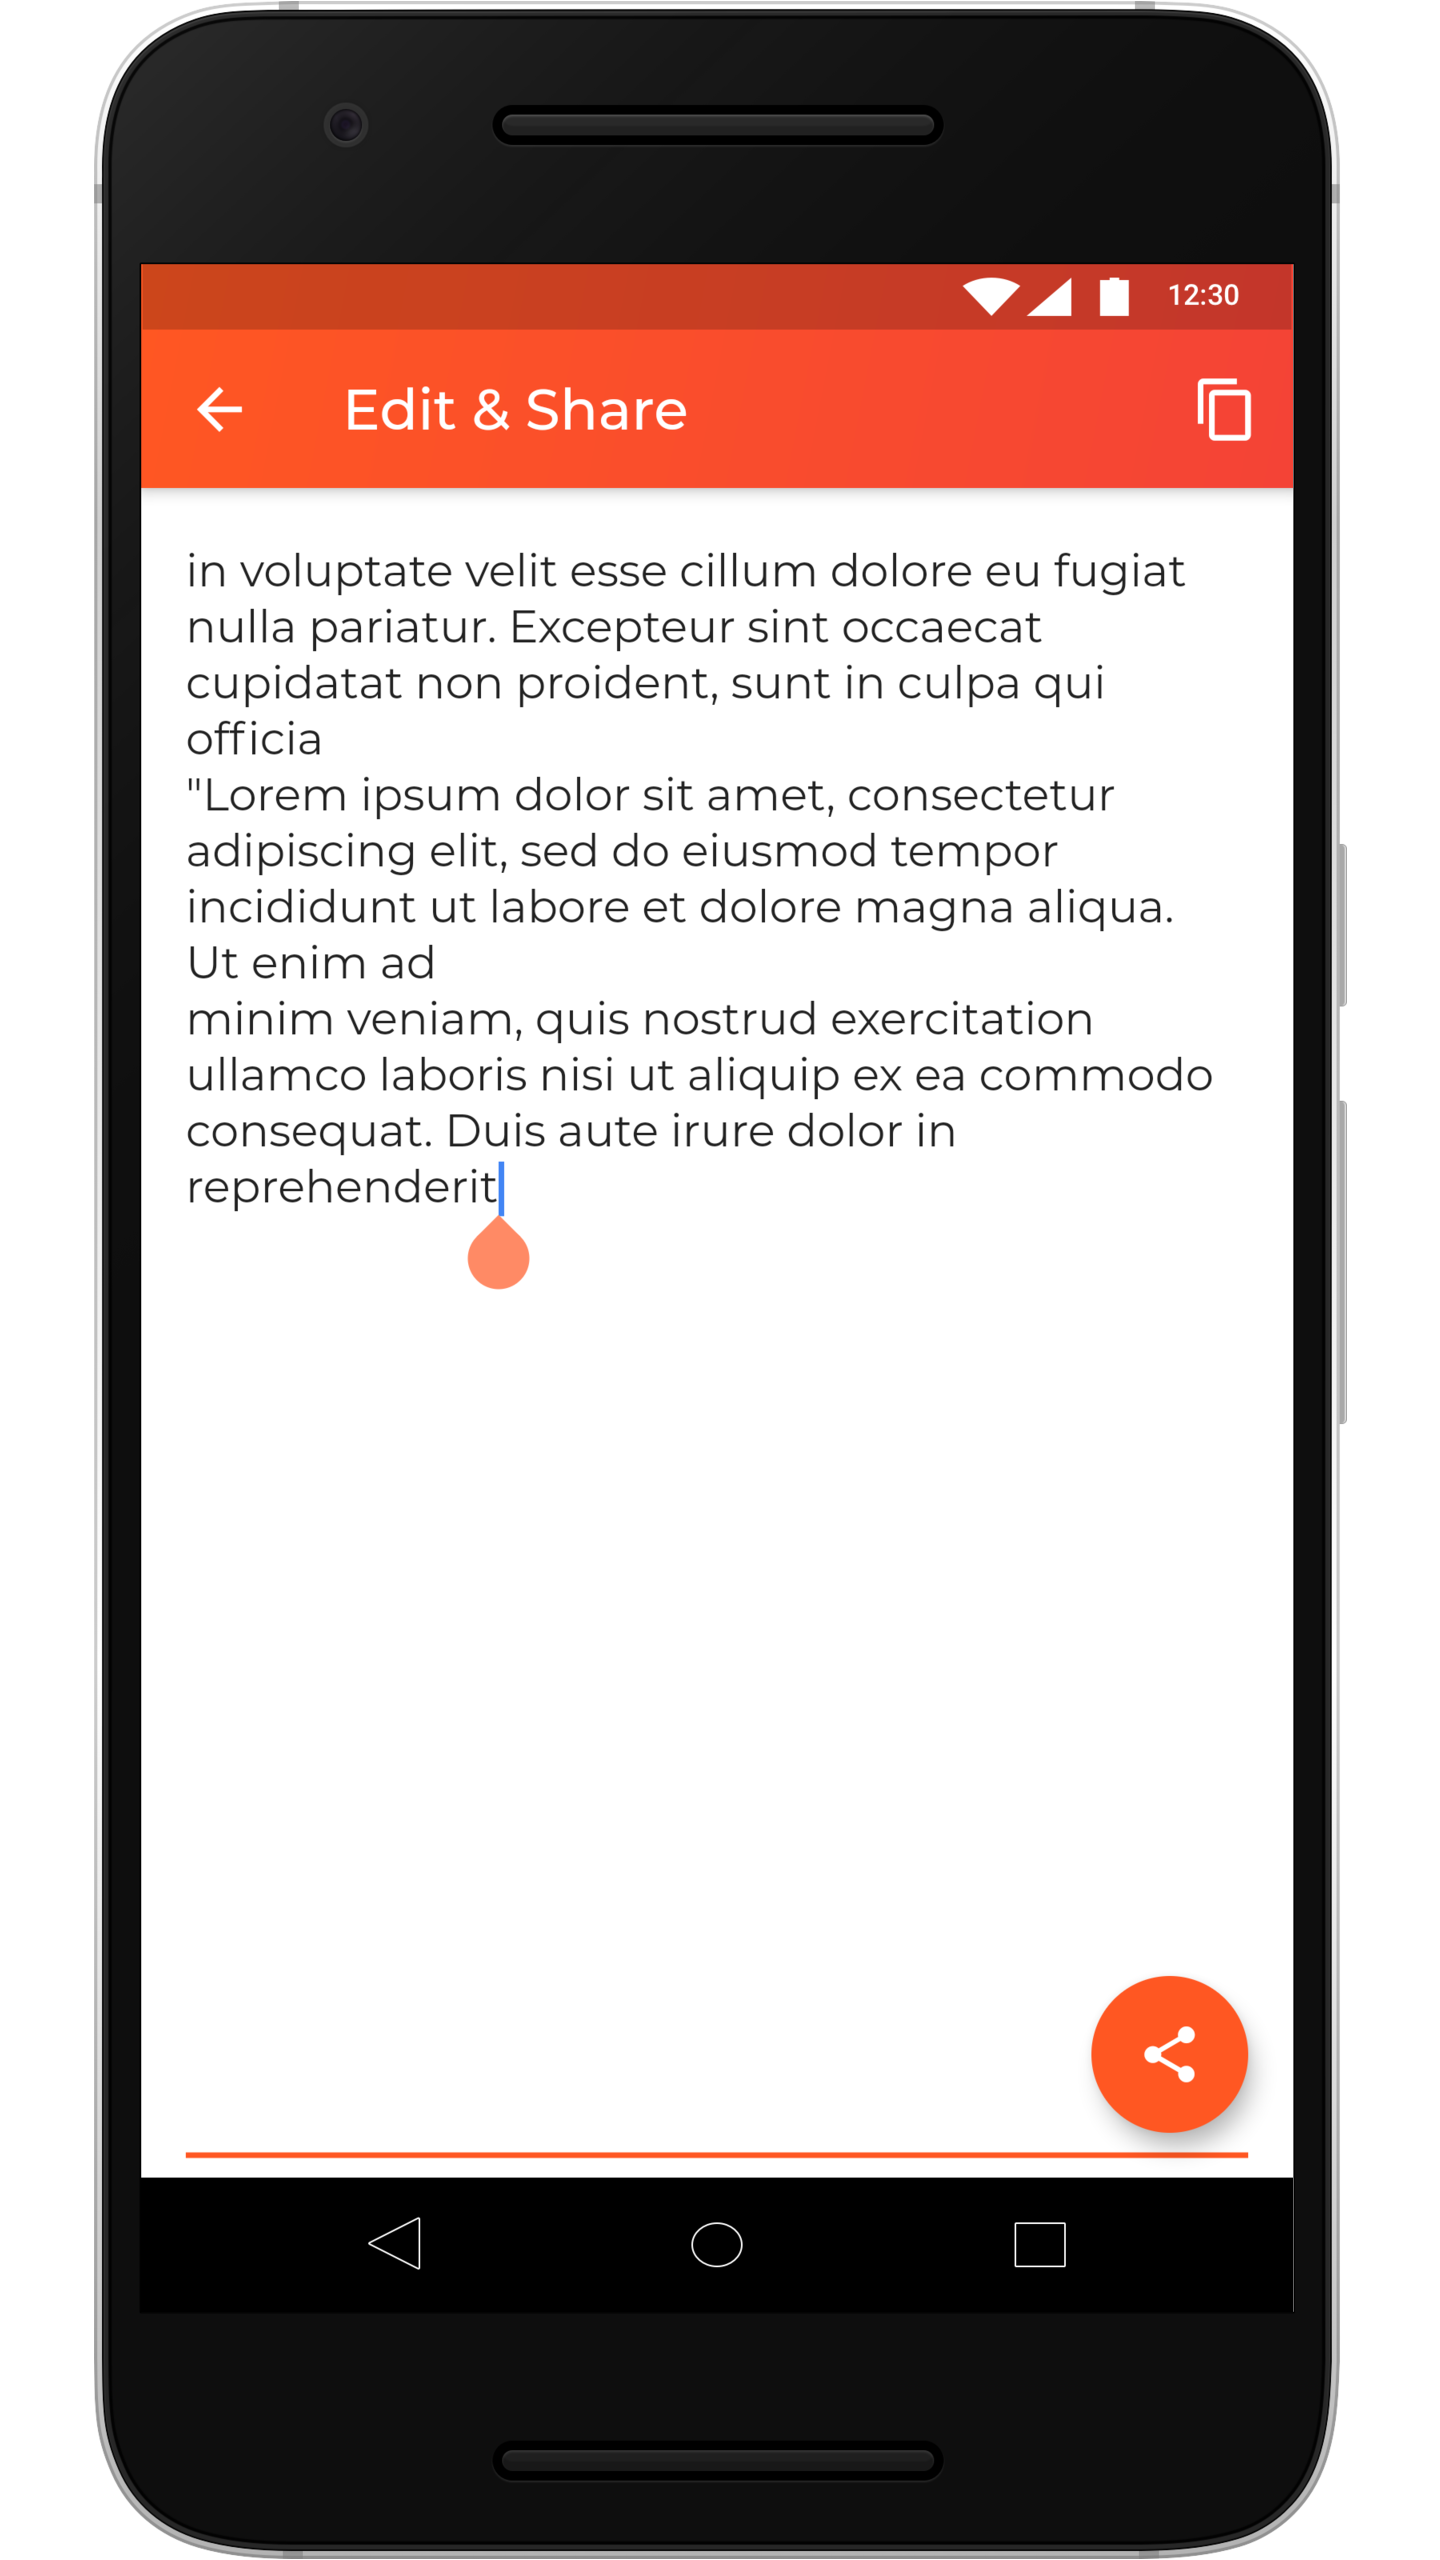 12:30
Edit & Share
in voluptate velit esse cillum dolore eu fugiat
nulla pariatur. Excepteur sint occaecat
cupidatat non proident, sunt in culpa qui
officia
"Lorem ipsum dolor sit amet, consectetur
adipiscing elit, sed do eiusmod tempor
incididunt ut labore et dolore magna aliqua.
Ut enim ad
minim veniam, quis nostrud exercitation
ullamco laboris nisi ut aliquip ex ea commodo
consequat. Duis aute irure dolor in
reprehenderit